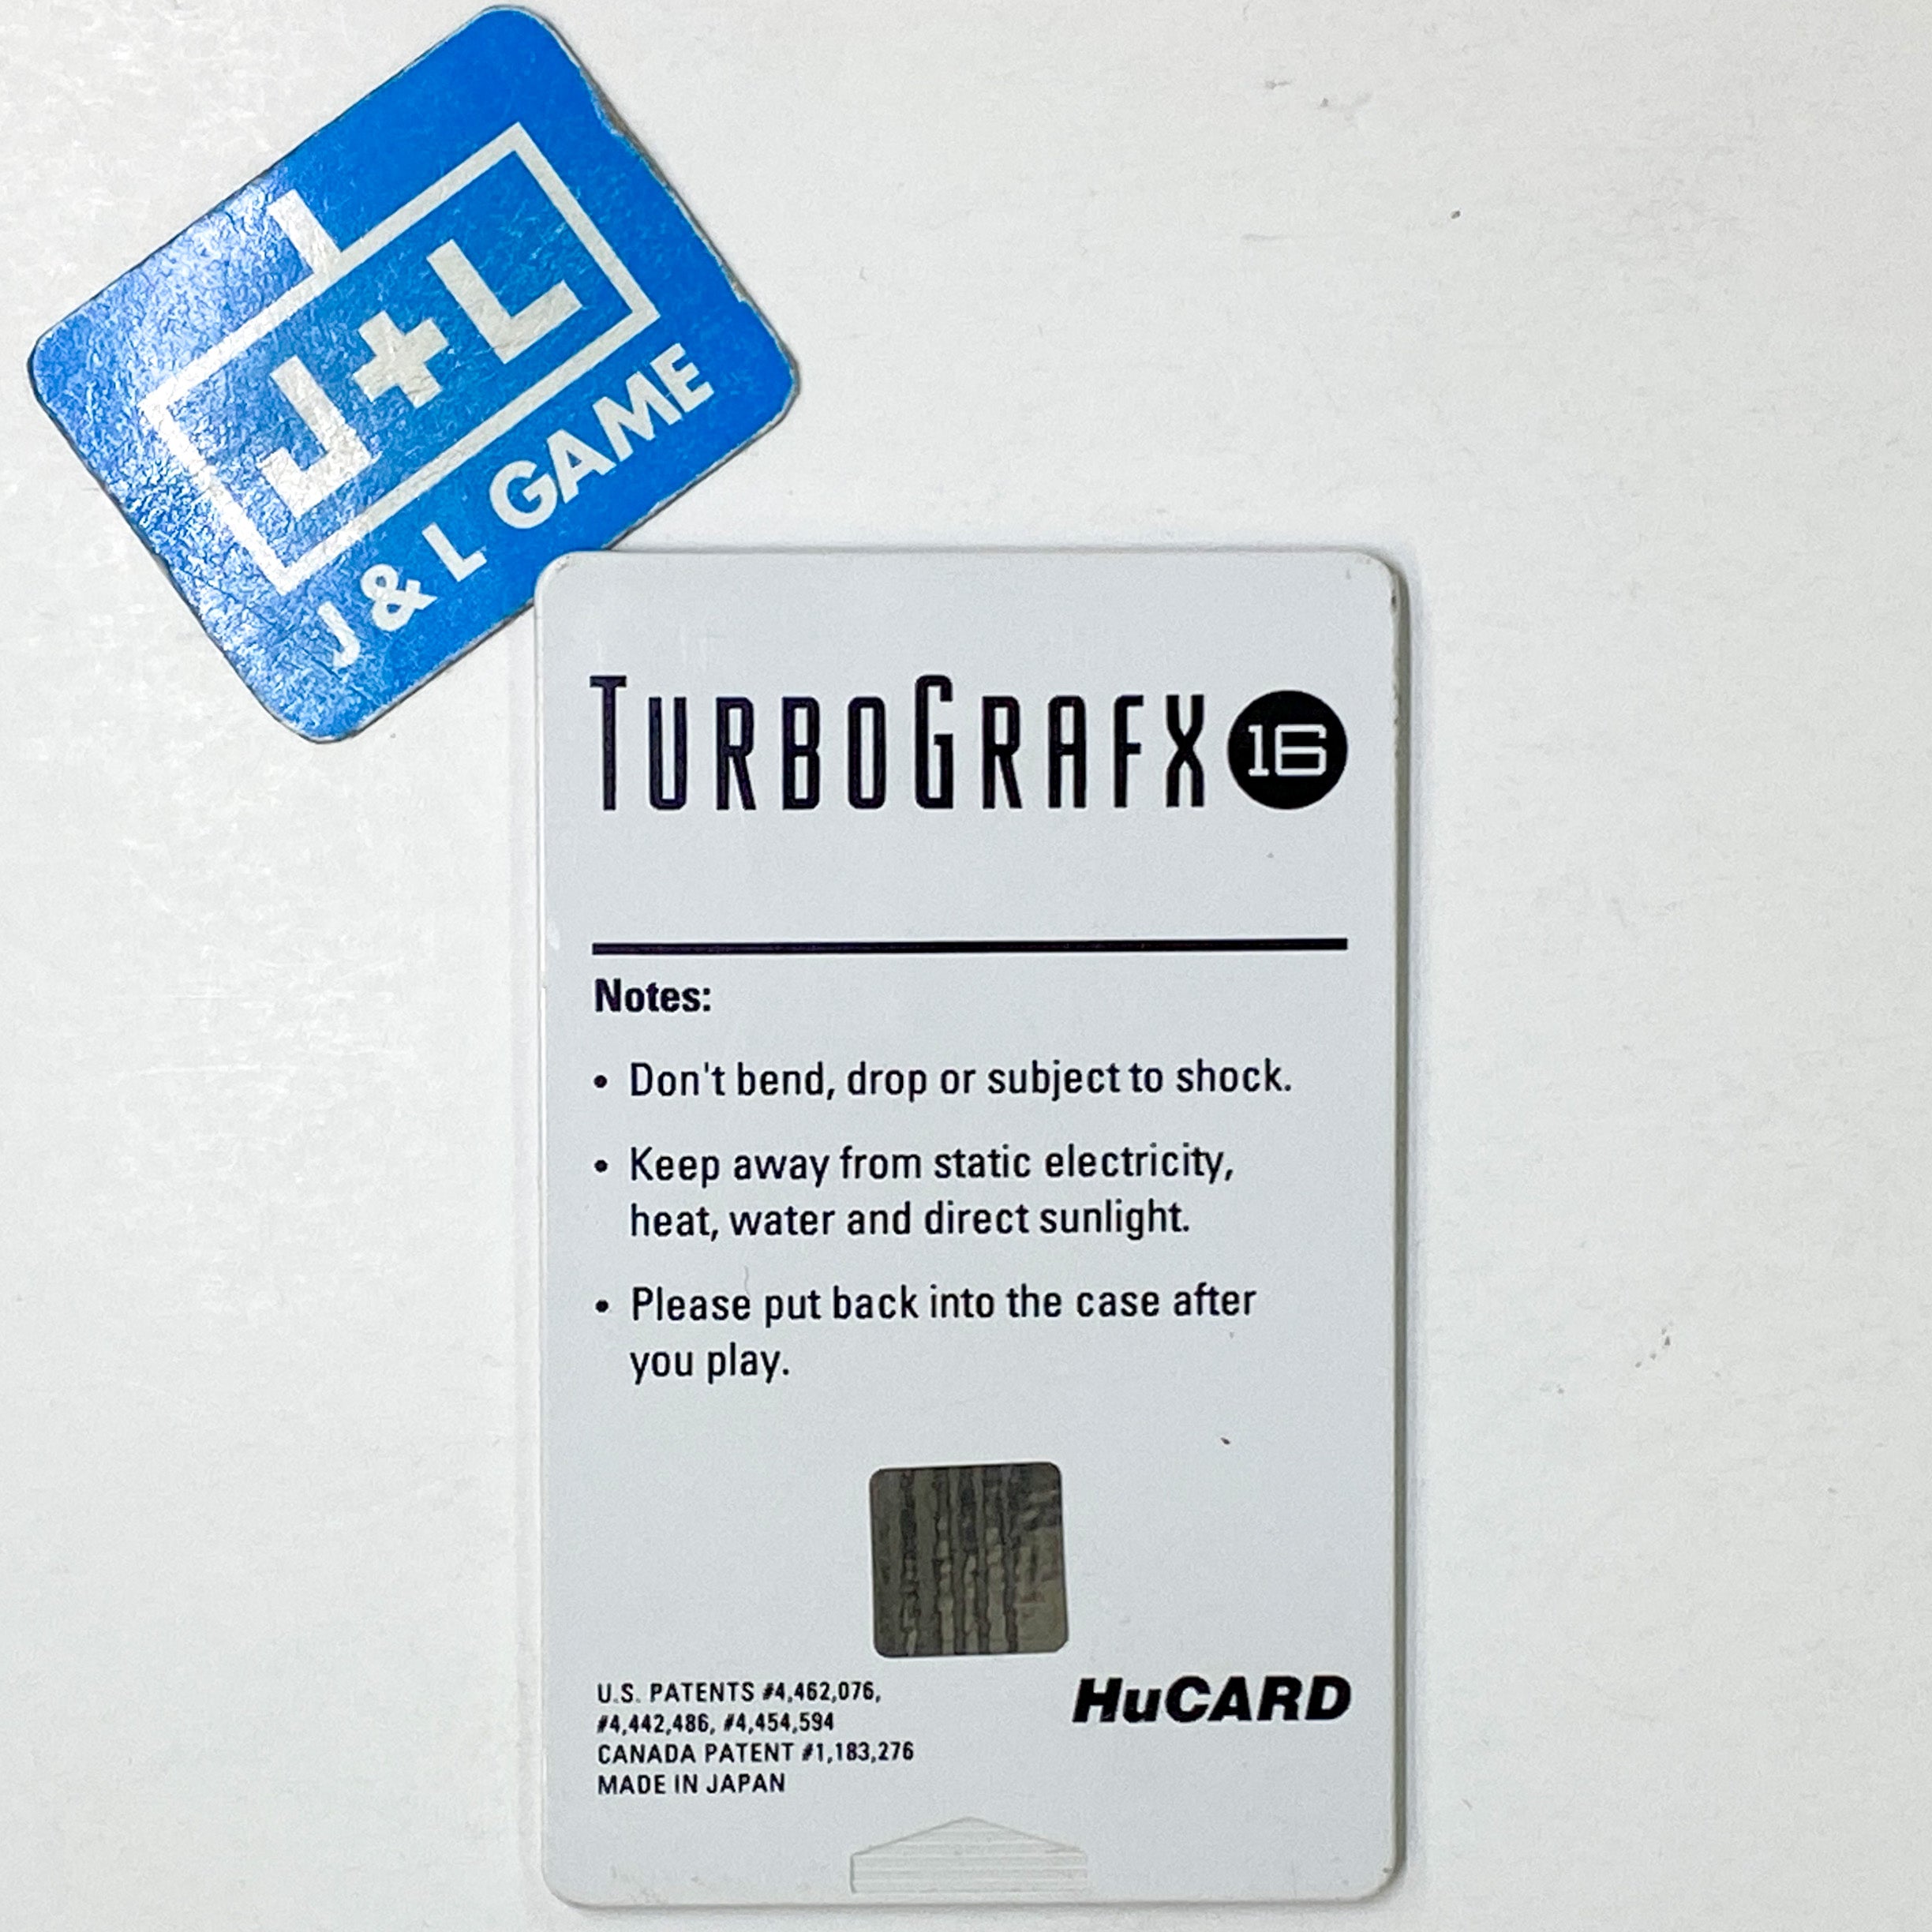 J+L
J & L GAME
TURBOGRAFX 16
Notes:
• Don't bend, drop or subject to shock.
• Keep away from static electricity,
heat, water and direct sunlight.
• Please put back into the case after
you play.
U.S. PATENTS #4,462,076,
#4,442,486, #4,454,594
CANADA PATENT #1,183,276
MADE IN JAPAN
HuCARD